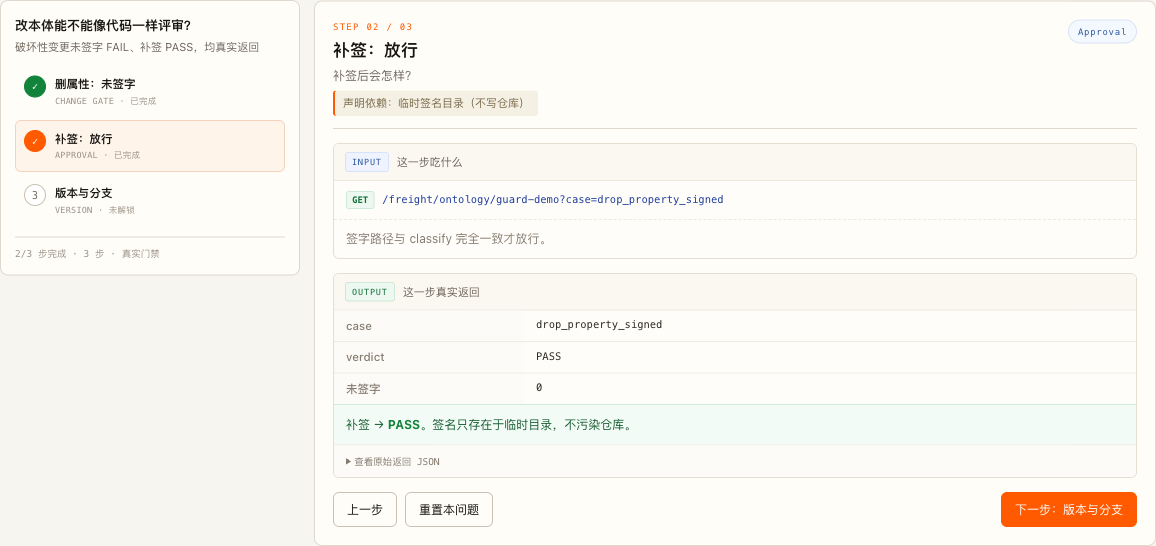 改本体能不能像代码一样评审?
破坏性变更未签字 FAIL、补签 PASS，均真实返回
✓
删属性：未签字
CHANGE GATE · 已完成
✓
补签：放行
APPROVAL · 已完成
3
版本与分支
VERSION · 未解锁
2/3 步完成 · 3 步 · 真实门禁
STEP 02 / 03
补签：放行
Approval
补签后会怎样?
声明依赖：临时签名目录（不写仓库）
INPUT 这一步吃什么
GET /freight/ontology/guard-demo?case=drop_property_signed
签字路径与 classify 完全一致才放行。
OUTPUT 这一步真实返回
case drop_property_signed
verdict PASS
未签字 0
补签 → PASS。签名只存在于临时目录，不污染仓库。
▶ 查看原始返回 JSON
上一步 重置本问题 下一步：版本与分支